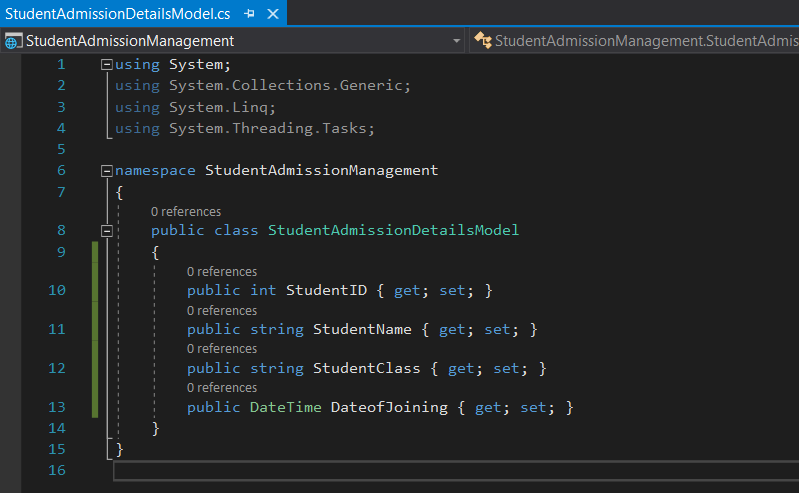 StudentAdmissionDetailsModel.cs
StudentAdmissionManagement StudentAdmissionManagement.StudentAdmis
1 using System;
2 using System.Collections.Generic;
3 using System.Linq;
4 using System.Threading.Tasks;
5
6 namespace StudentAdmissionManagement
7 {
0 references
8 public class StudentAdmissionDetailsModel
9 {
0 references
10 public int StudentID { get; set; }
0 references
11 public string StudentName { get; set; }
0 references
12 public string StudentClass { get; set; }
0 references
13 public DateTime DateofJoining { get; set; }
14 }
15 }
16